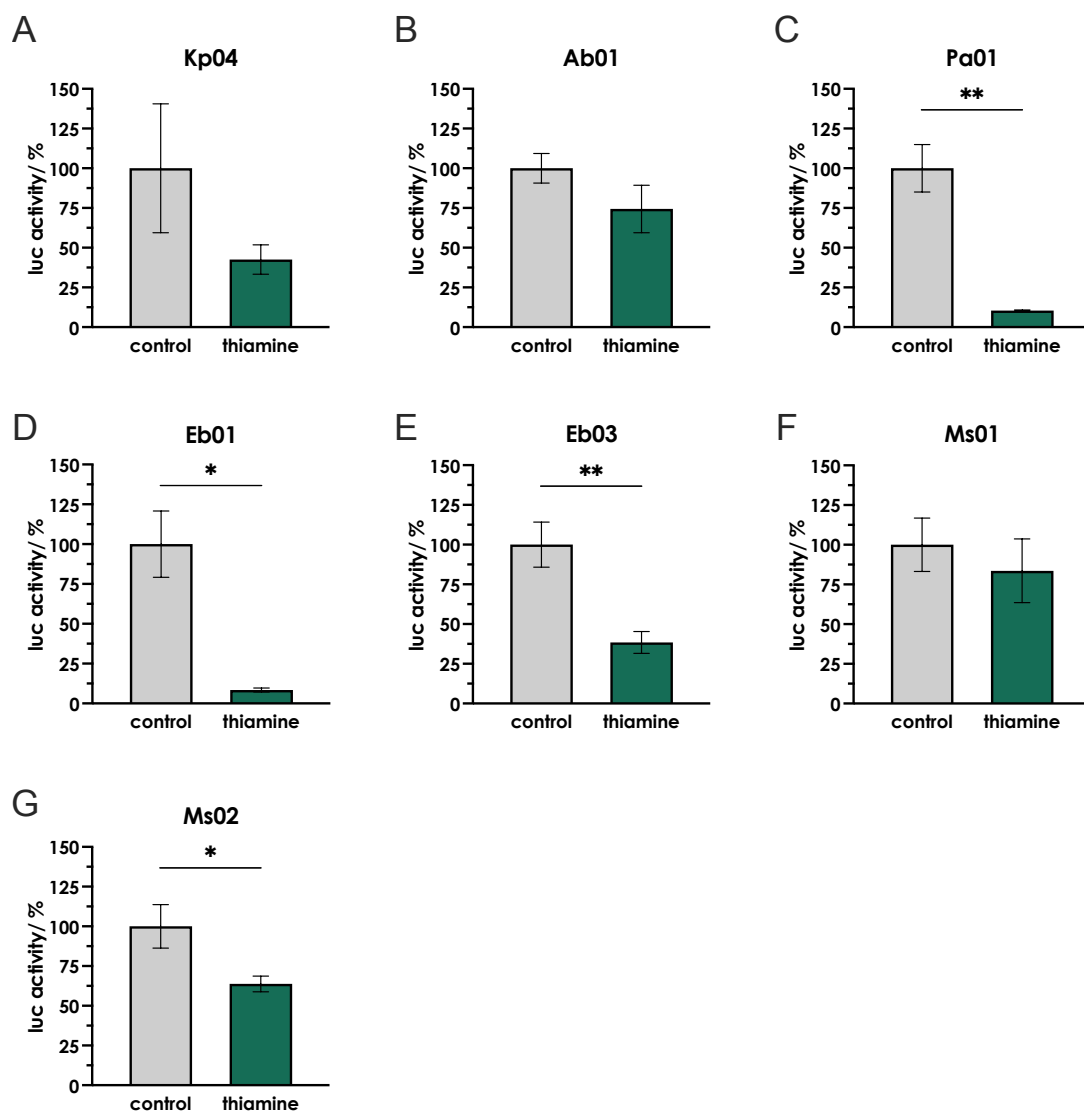 A
Kp04
150
125
100
75
50
25
0
luc activity/ %
control thiamine
B
Ab01
150
125
100
75
50
25
0
luc activity/ %
control thiamine
C
Pa01
**
150
125
100
75
50
25
0
luc activity/ %
control thiamine
D
Eb01
*
150
125
100
75
50
25
0
luc activity/ %
control thiamine
E
Eb03
**
150
125
100
75
50
25
0
luc activity/ %
control thiamine
F
Ms01
150
125
100
75
50
25
0
luc activity/ %
control thiamine
G
Ms02
*
150
125
100
75
50
25
0
luc activity/ %
control thiamine